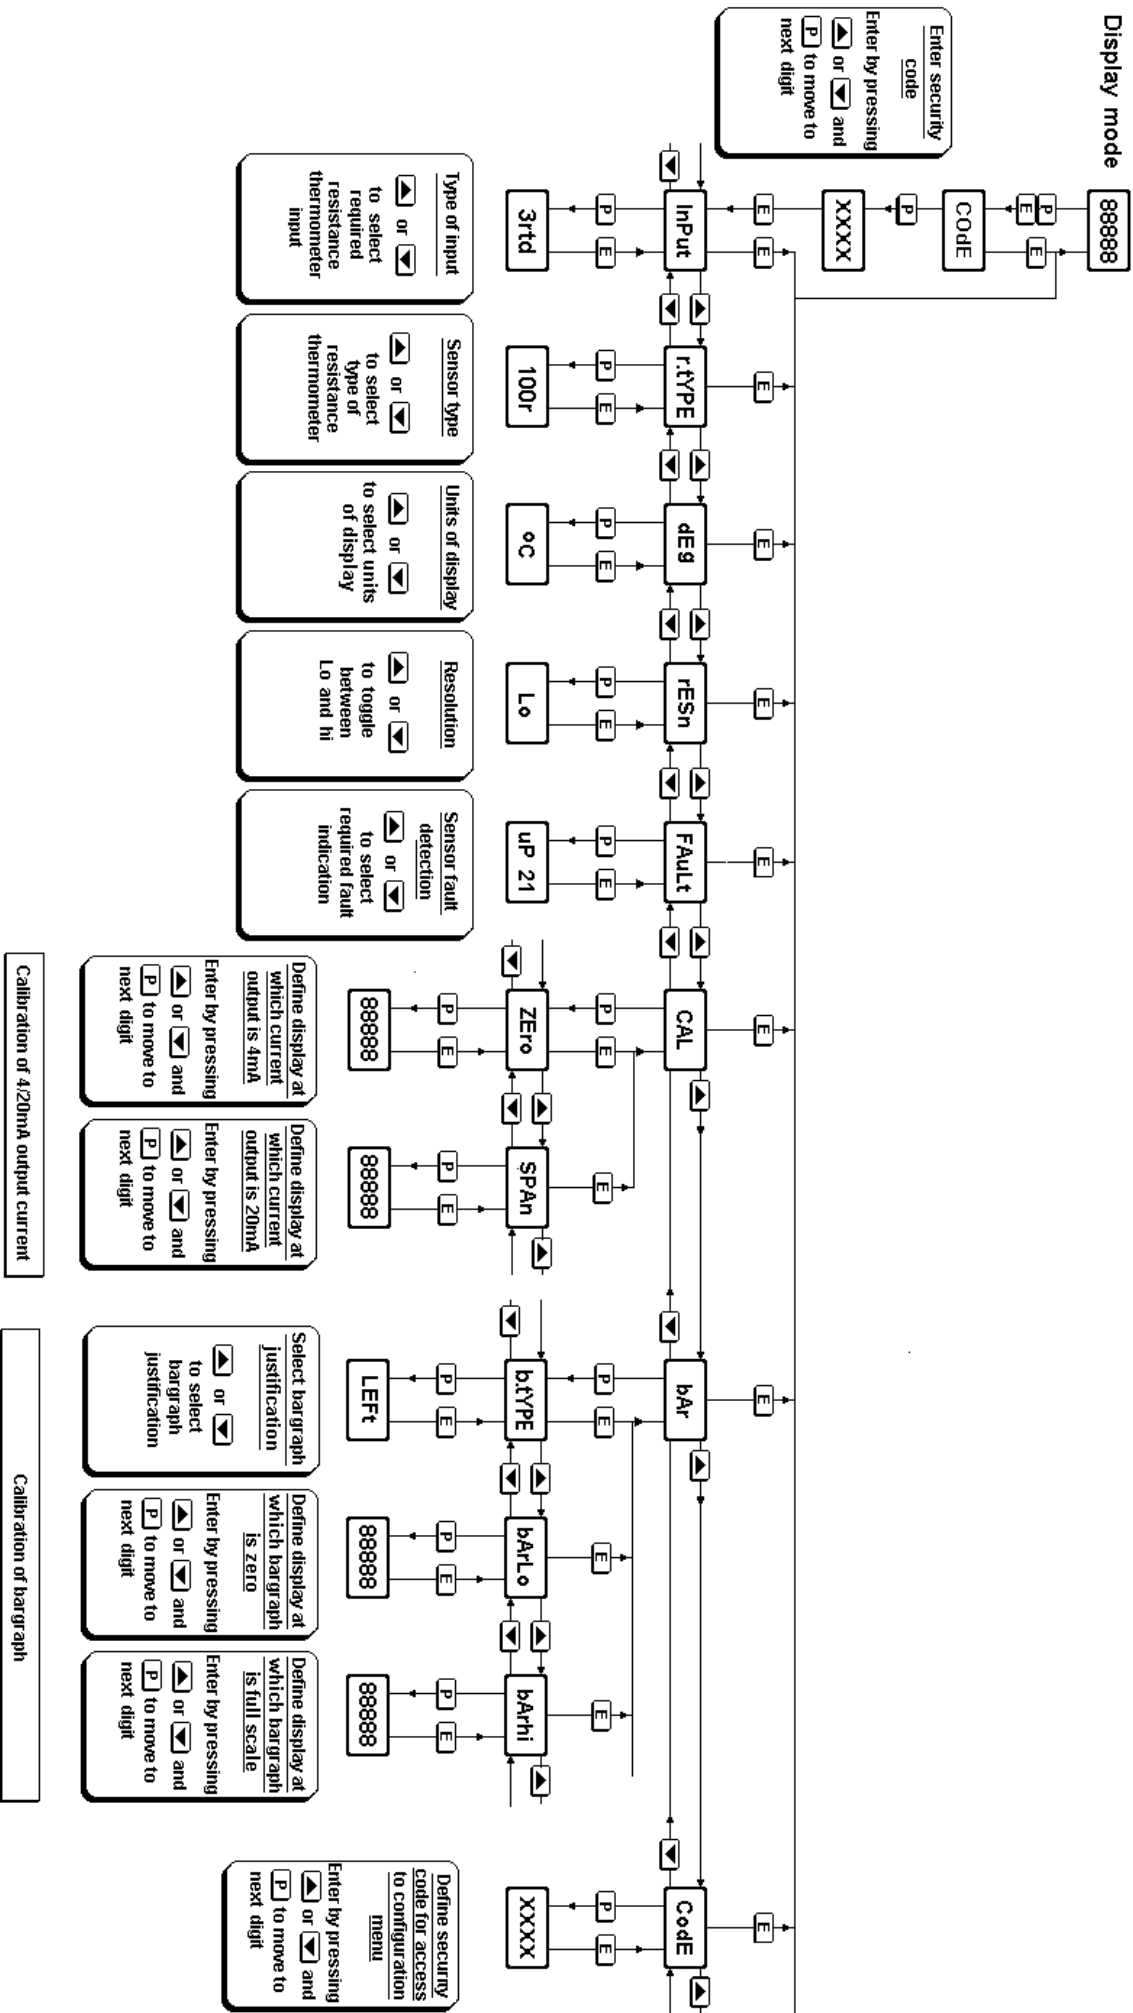 Display mode
88888
P
E
E
COdE
P
XXXX
E
E
Enter security
code
Enter by pressing
or and
P to move to
next digit
InPut
P
E
3rtd
Type of input
or
to select
required
resistance
thermometer
input
E
r.tYPE
P
E
100r
Sensor type
or
to select
type of
resistance
thermometer
E
dEg
P
E
°C
Units of display
or
to select units
of display
E
rESn
P
E
Lo
Resolution
or
to toggle
between
Lo and hi
E
FAuLt
P
E
uP 21
Sensor fault
detection
or
to select
required fault
indication
E
CAL
P
E
ZEro
P
E
88888
Define display at
which current
output is 4mA
Enter by pressing
or and
P to move to
next digit
E
SPAn
P
E
88888
Define display at
which current
output is 20mA
Enter by pressing
or and
P to move to
next digit
Calibration of 4/20mA output current
E
bAr
P
E
b.tYPE
P
E
LEFt
Select bargraph
justification
or
to select
bargraph
justification
E
bArLo
P
E
88888
Define display at
which bargraph
is zero
Enter by pressing
or and
P to move to
next digit
E
bArhi
P
E
88888
Define display at
which bargraph
is full scale
Enter by pressing
or and
P to move to
next digit
Calibration of bargraph
E
CodE
P
E
XXXX
Define security
code for access
to configuration
menu
Enter by pressing
or and
P to move to
next digit